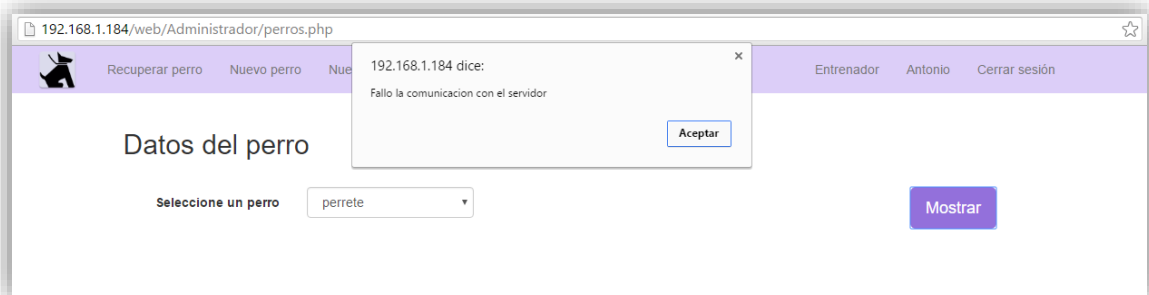 192.168.1.184/web/Administrador/perros.php
Recuperar perro Nuevo perro Nue Entrenador Antonio Cerrar sesión
192.168.1.184 dice:
Fallo la comunicacion con el servidor
Aceptar
Datos del perro
Seleccione un perro perrete Mostrar